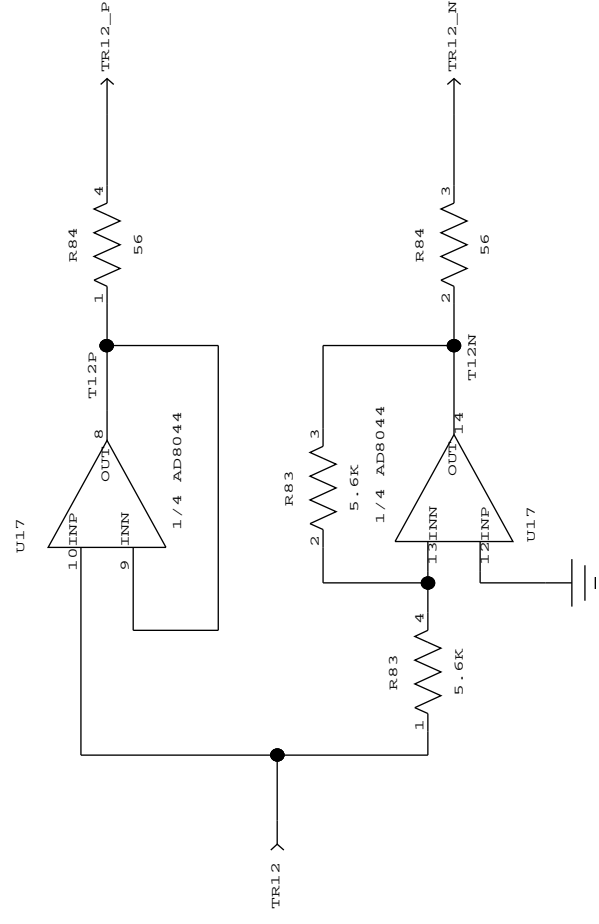 TR12_P
TR12_N
4
R84
56
1
3
R84
56
2
T12P
T12N
8
OUT
1/4 AD8044
U17
10
INP
INN
9
3
R83
5.6K
2
1/4 AD8044
14
OUT
13
INN
12
INP
U17
4
R83
5.6K
1
TR12